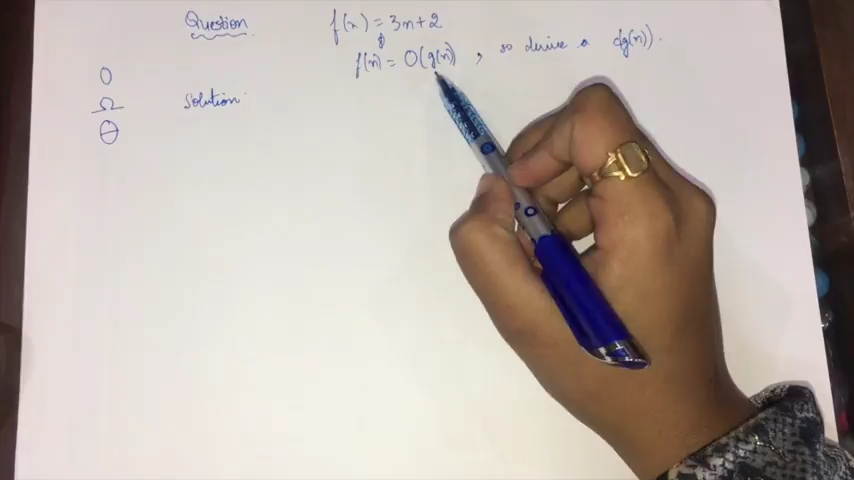 Question f(n) = 3n+2
f(n) = O(g(n)), so derive a g(n)).
O
Ω Solution
Θ